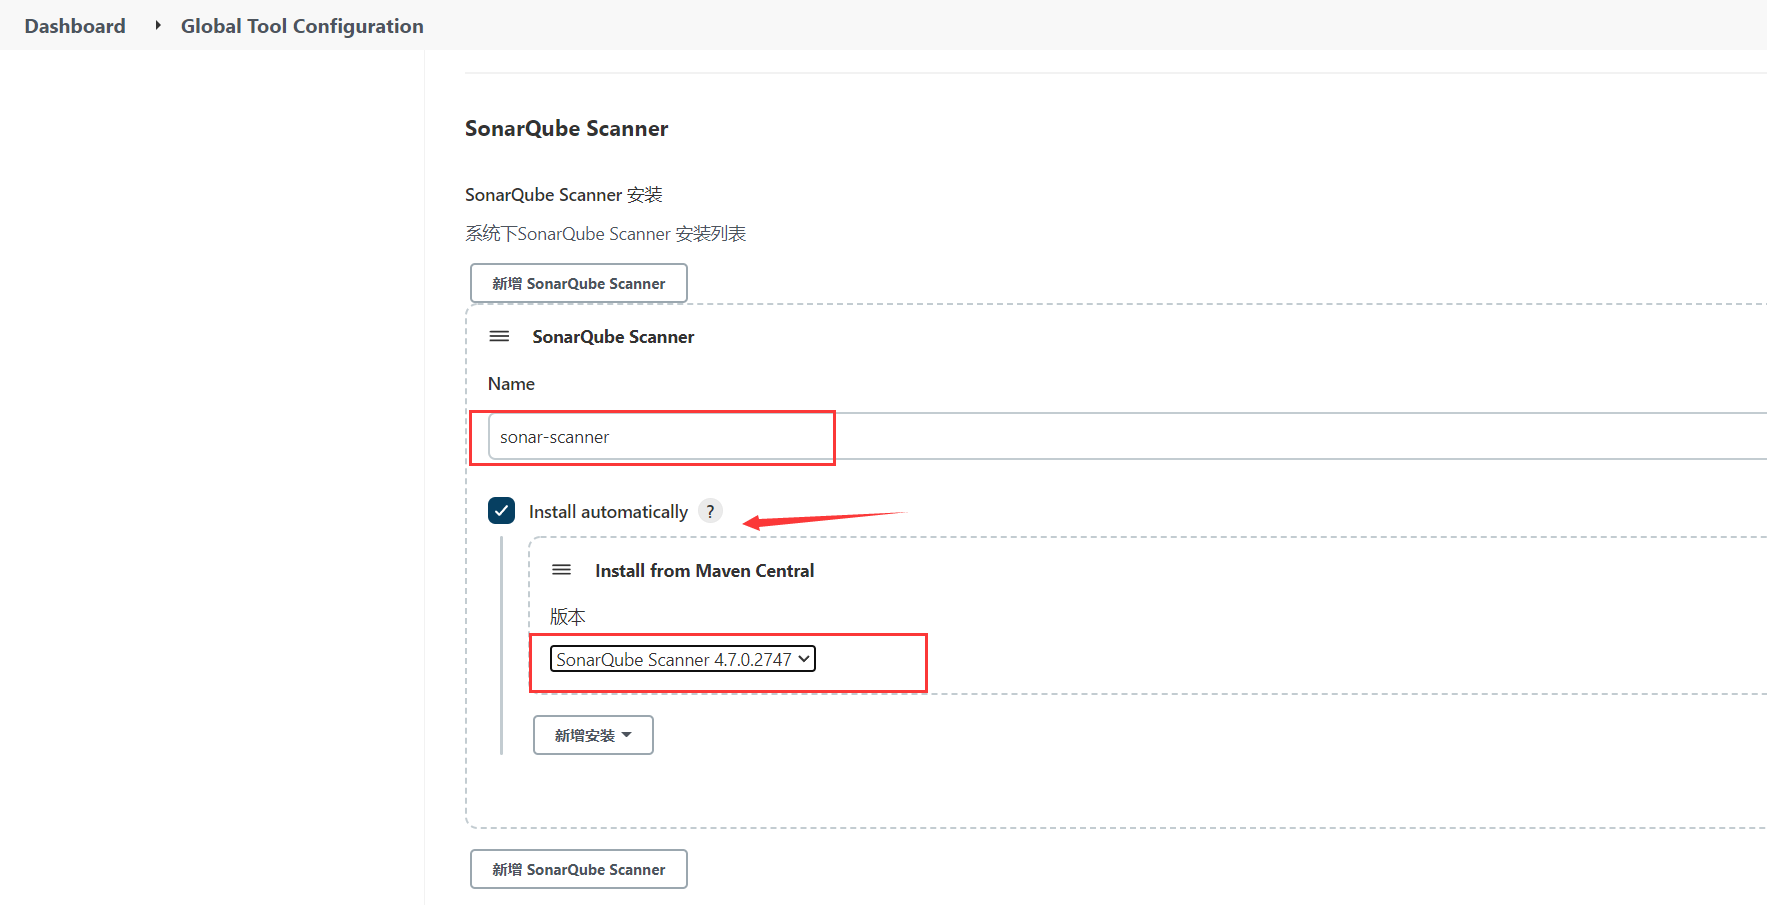 Dashboard Global Tool Configuration
SonarQube Scanner
SonarQube Scanner 安装
系统下SonarQube Scanner 安装列表
新增 SonarQube Scanner
SonarQube Scanner
Name
sonar-scanner
Install automatically ?
Install from Maven Central
版本
SonarQube Scanner 4.7.0.2747
新增安装
新增 SonarQube Scanner